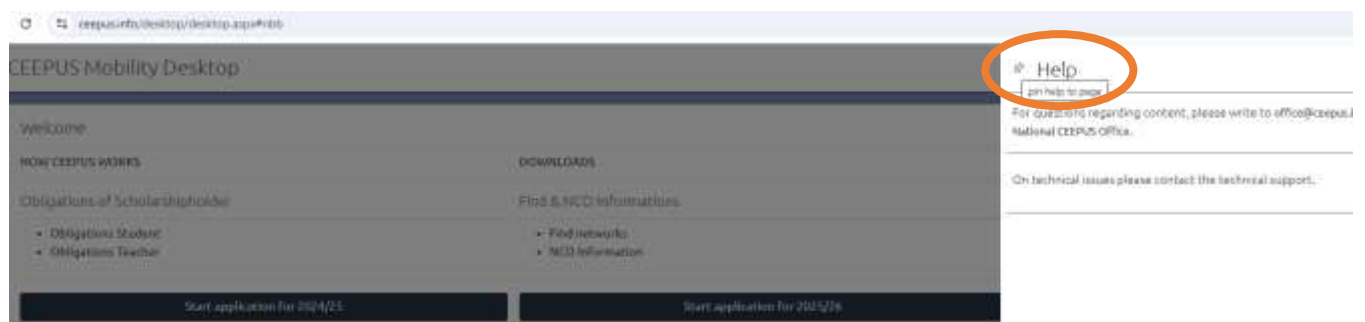 ceepus.info/desktop/desktop.aspx#nbb
CEEPUS Mobility Desktop
Welcome
HOW CEEPUS WORKS
Obligations of Scholarshipholder
• Obligations Student
• Obligations Teacher
Start application for 2024/25
DOWNLOADS
Find & NCO Informations
• Find networks
• NCO Information
Start application for 2025/26
Help
pin help to page
For questions regarding content, please write to office@ceepus.
National CEEPUS Office.
On technical issues please contact the technical support.